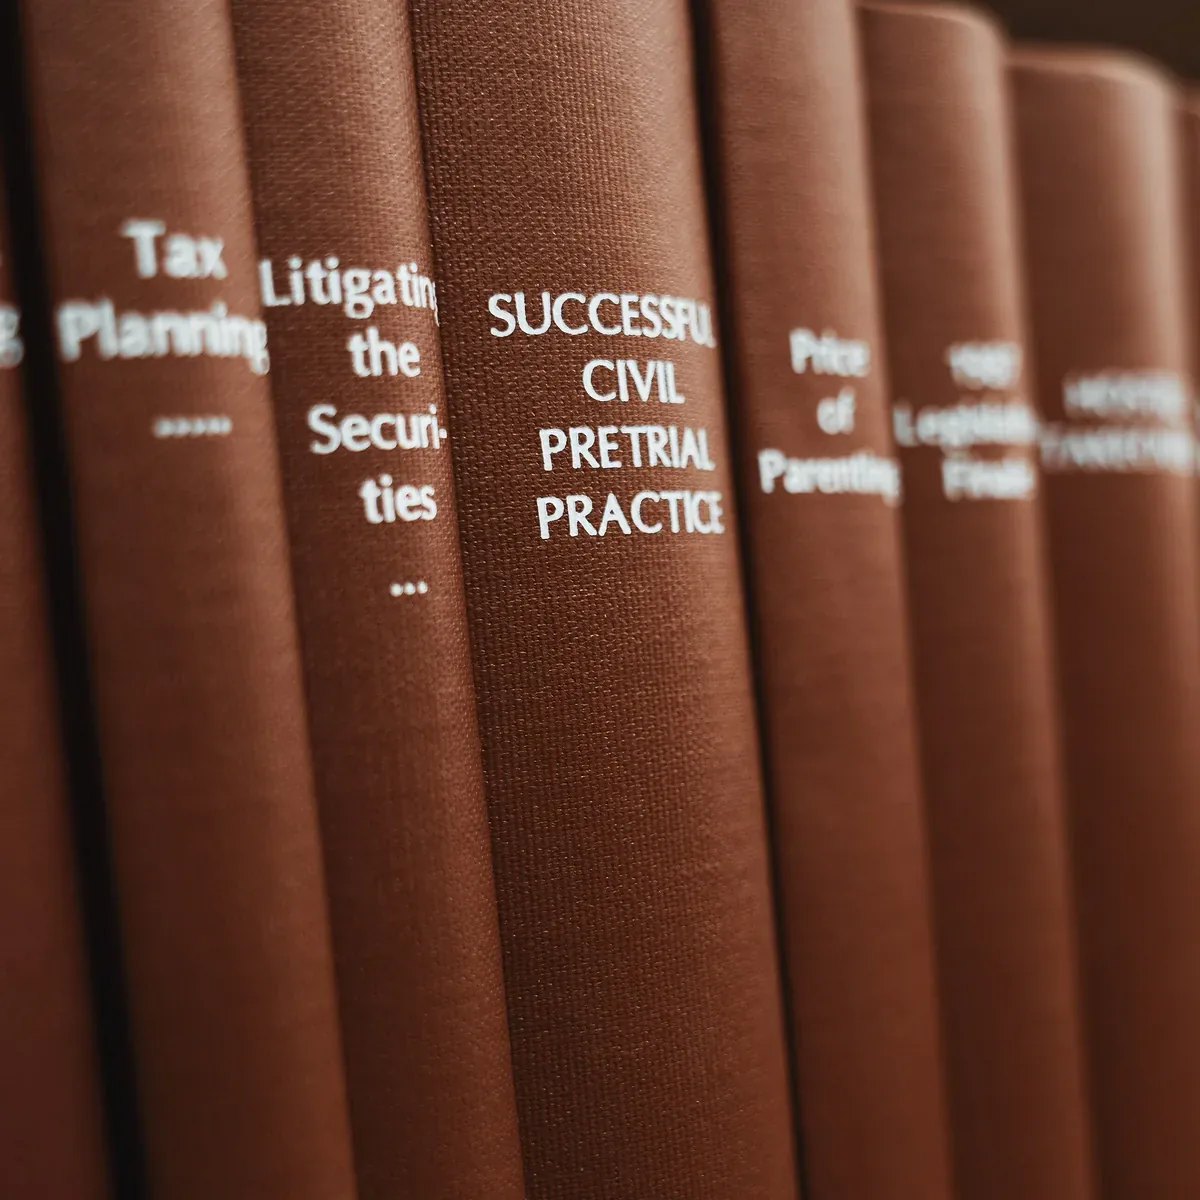 g
Tax
Planning
.....
Litigating
the
Securi-
ties
...
SUCCESSFUL
CIVIL
PRETRIAL
PRACTICE
Price
of
Parenting